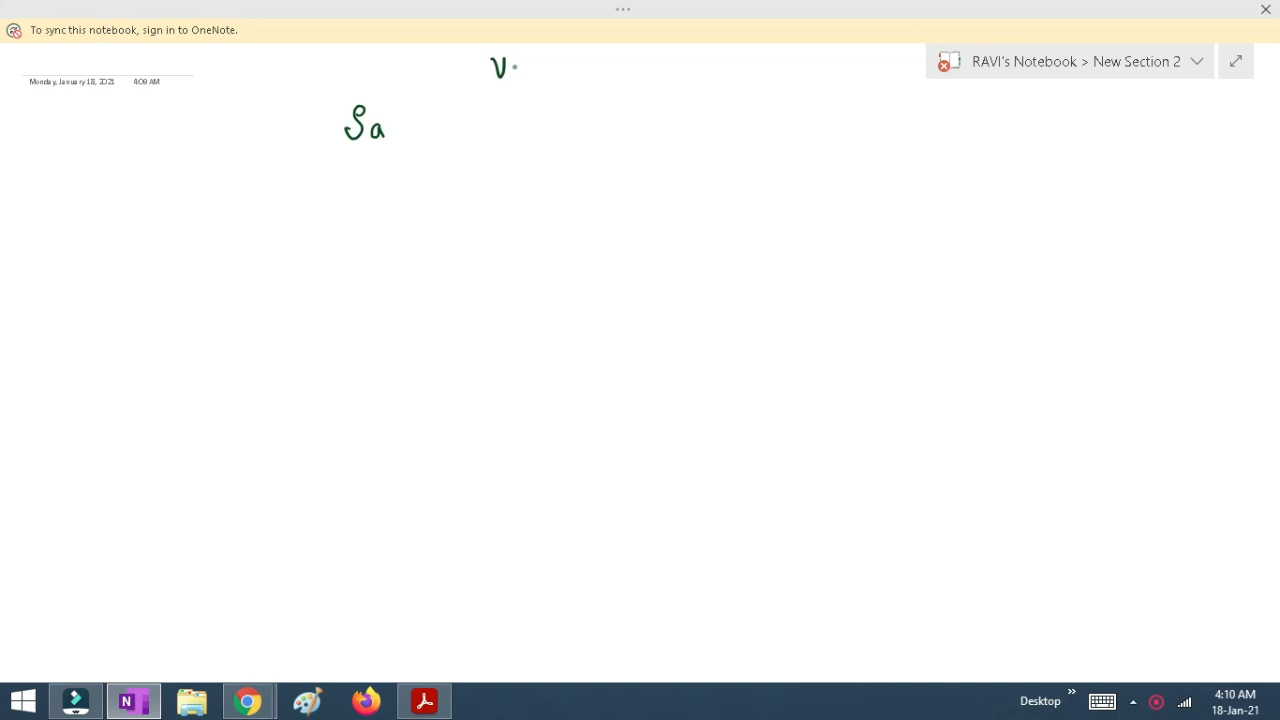 To sync this notebook, sign in to OneNote.
RAVI's Notebook > New Section 2
Monday, January 18, 2021 4:09 AM
V
Sa
Desktop
4:10 AM
18-Jan-21